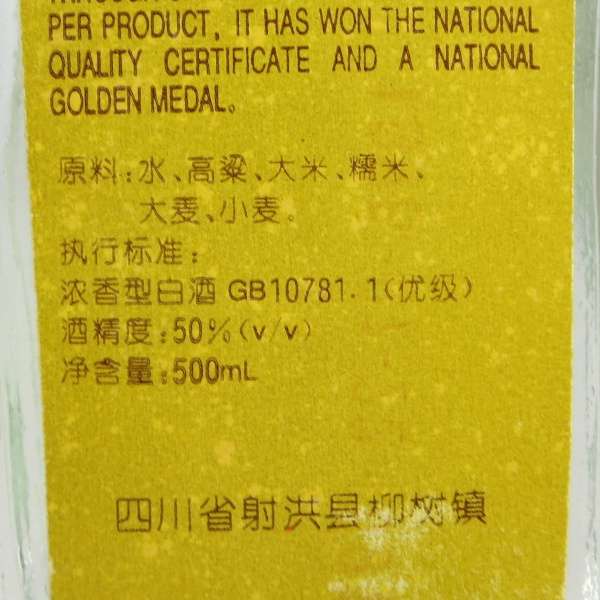 PER PRODUCT, IT HAS WON THE NATIONAL
QUALITY CERTIFICATE AND A NATIONAL
GOLDEN MEDAL。
原料:水、高粱、大米、糯米、
大麦、小麦。
执行标准:
浓香型白酒 GB10781.1(优级)
酒精度:50%(v/v)
净含量:500mL
四川省射洪县柳树镇